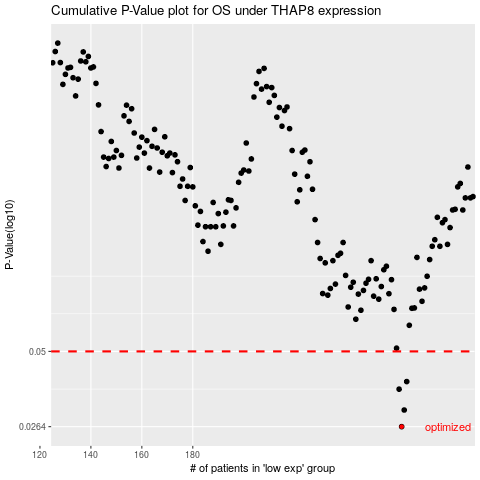 Cumulative P-Value plot for OS under THAP8 expression
P-Value(log10)
0.05
0.0264
optimized
120 140 160 180
# of patients in 'low exp' group